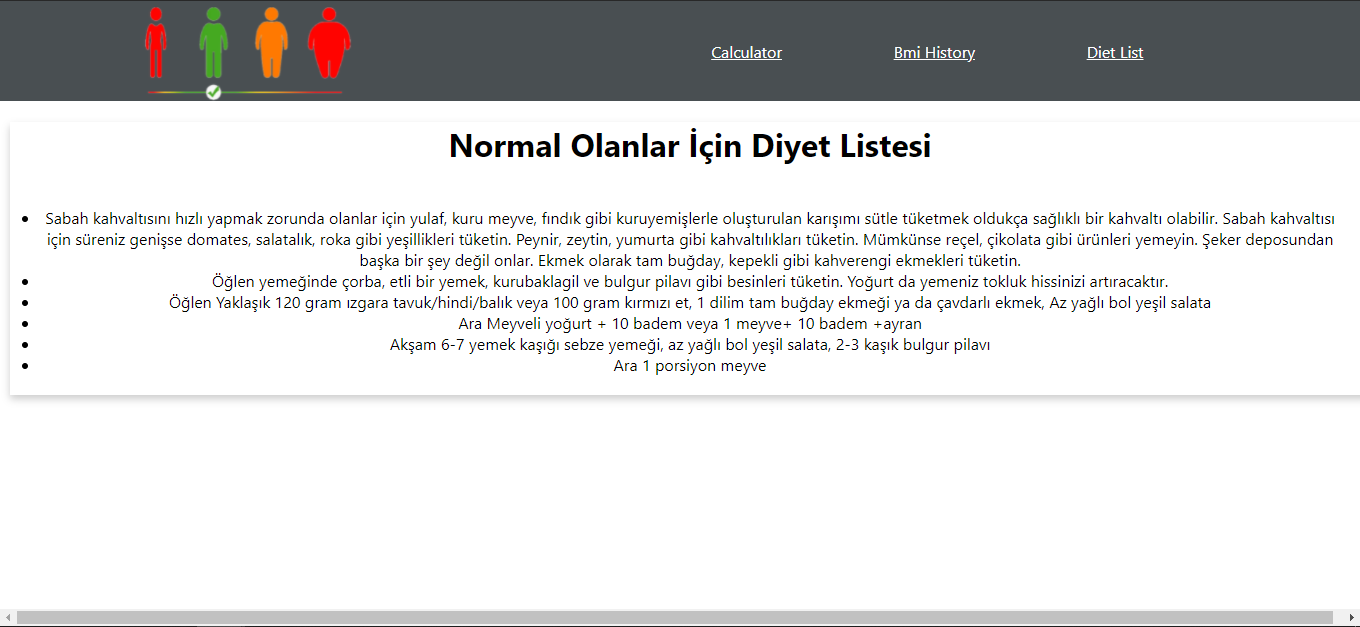 Calculator
Bmi History
Diet List
Normal Olanlar İçin Diyet Listesi
Sabah kahvaltısını hızlı yapmak zorunda olanlar için yulaf, kuru meyve, fındık gibi kuruyemişlerle oluşturulan karışımı sütle tüketmek oldukça sağlıklı bir kahvaltı olabilir. Sabah kahvaltısı
için süreniz genişse domates, salatalık, roka gibi yeşillikleri tüketin. Peynir, zeytin, yumurta gibi kahvaltılıkları tüketin. Mümkünse reçel, çikolata gibi ürünleri yemeyin. Şeker deposundan
başka bir şey değil onlar. Ekmek olarak tam buğday, kepekli gibi kahverengi ekmekleri tüketin.
Öğlen yemeğinde çorba, etli bir yemek, kurubaklagil ve bulgur pilavı gibi besinleri tüketin. Yoğurt da yemeniz tokluk hissinizi artıracaktır.
Öğlen Yaklaşık 120 gram ızgara tavuk/hindi/balık veya 100 gram kırmızı et, 1 dilim tam buğday ekmeği ya da çavdarlı ekmek, Az yağlı bol yeşil salata
Ara Meyveli yoğurt + 10 badem veya 1 meyve+ 10 badem +ayran
Akşam 6-7 yemek kaşığı sebze yemeği, az yağlı bol yeşil salata, 2-3 kaşık bulgur pilavı
Ara 1 porsiyon meyve